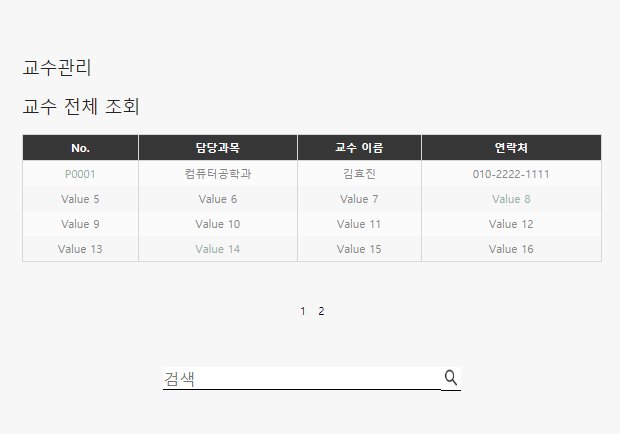 교수관리
교수 전체 조회
No. 담당과목 교수 이름 연락처
P0001 컴퓨터공학과 김효진 010-2222-1111
Value 5 Value 6 Value 7 Value 8
Value 9 Value 10 Value 11 Value 12
Value 13 Value 14 Value 15 Value 16
1 2
검색